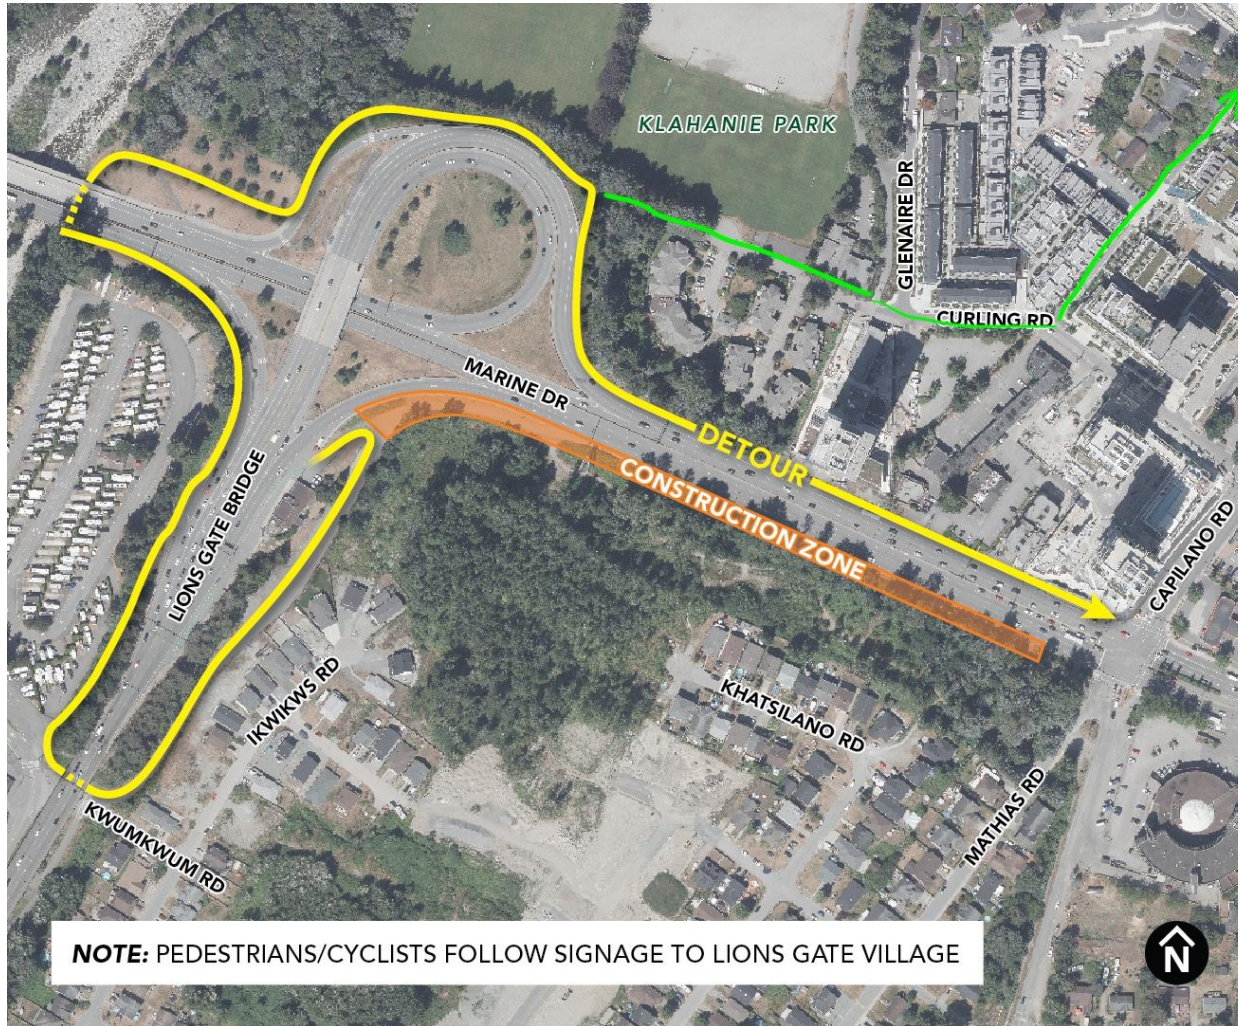 KLAHANIE PARK
GLENAIRE DR
CURLING RD
MARINE DR
DETOUR
CONSTRUCTION ZONE
CAPILANO RD
LIONS GATE BRIDGE
IKWIKWS RD
KHATSILANO RD
MATHIAS RD
KWUMKWUM RD
NOTE: PEDESTRIANS/CYCLISTS FOLLOW SIGNAGE TO LIONS GATE VILLAGE
N